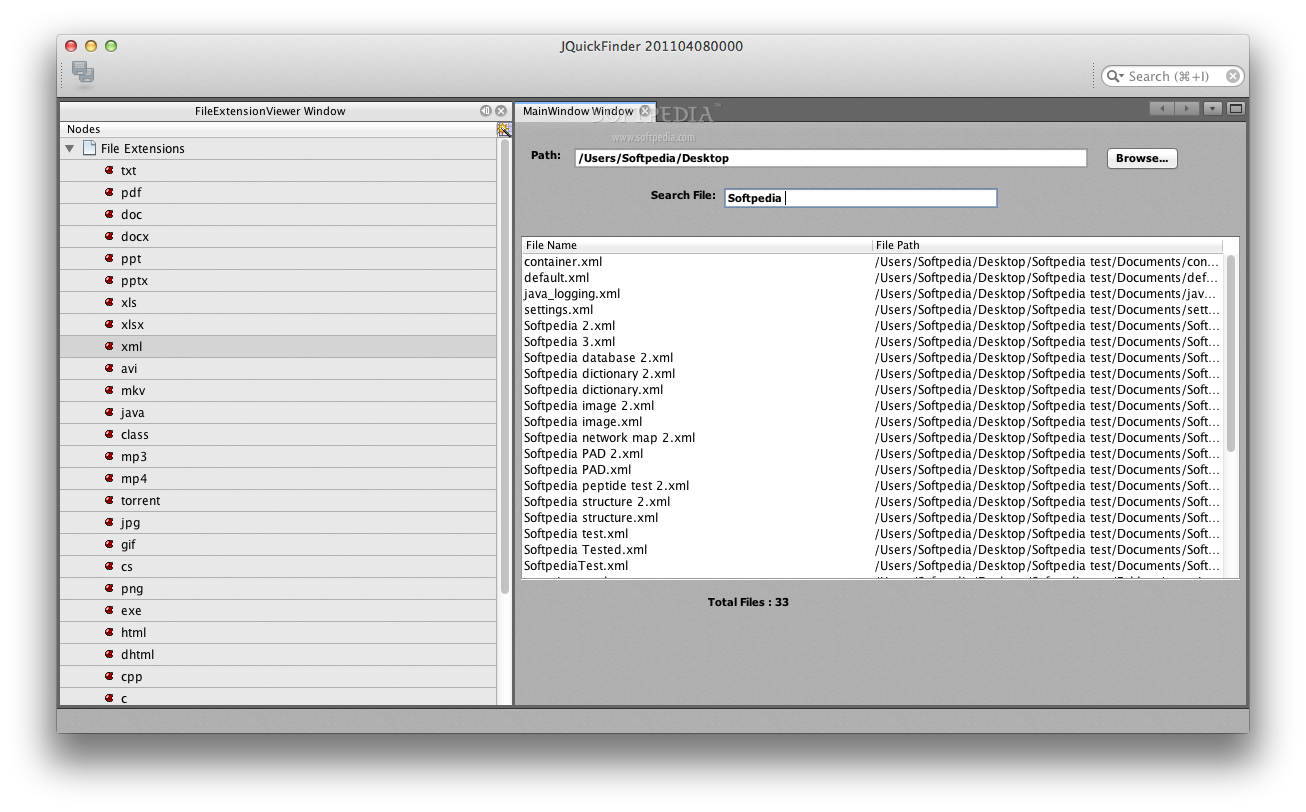 JQuickFinder 201104080000
Search (⌘+I)
FileExtensionViewer Window
MainWindow Window
SOFTPEDIA™
www.softpedia.com
Nodes
File Extensions
txt
pdf
doc
docx
ppt
pptx
xls
xlsx
xml
avi
mkv
java
class
mp3
mp4
torrent
jpg
gif
cs
png
exe
html
dhtml
cpp
c
Path: /Users/Softpedia/Desktop Browse...
Search File: Softpedia
File Name File Path
container.xml /Users/Softpedia/Desktop/Softpedia test/Documents/con...
default.xml /Users/Softpedia/Desktop/Softpedia test/Documents/def...
java_logging.xml /Users/Softpedia/Desktop/Softpedia test/Documents/jav...
settings.xml /Users/Softpedia/Desktop/Softpedia test/Documents/sett...
Softpedia 2.xml /Users/Softpedia/Desktop/Softpedia test/Documents/Soft...
Softpedia 3.xml /Users/Softpedia/Desktop/Softpedia test/Documents/Soft...
Softpedia database 2.xml /Users/Softpedia/Desktop/Softpedia test/Documents/Soft...
Softpedia dictionary 2.xml /Users/Softpedia/Desktop/Softpedia test/Documents/Soft...
Softpedia dictionary.xml /Users/Softpedia/Desktop/Softpedia test/Documents/Soft...
Softpedia image 2.xml /Users/Softpedia/Desktop/Softpedia test/Documents/Soft...
Softpedia image.xml /Users/Softpedia/Desktop/Softpedia test/Documents/Soft...
Softpedia network map 2.xml /Users/Softpedia/Desktop/Softpedia test/Documents/Soft...
Softpedia PAD 2.xml /Users/Softpedia/Desktop/Softpedia test/Documents/Soft...
Softpedia PAD.xml /Users/Softpedia/Desktop/Softpedia test/Documents/Soft...
Softpedia peptide test 2.xml /Users/Softpedia/Desktop/Softpedia test/Documents/Soft...
Softpedia structure 2.xml /Users/Softpedia/Desktop/Softpedia test/Documents/Soft...
Softpedia structure.xml /Users/Softpedia/Desktop/Softpedia test/Documents/Soft...
Softpedia test.xml /Users/Softpedia/Desktop/Softpedia test/Documents/Soft...
Softpedia Tested.xml /Users/Softpedia/Desktop/Softpedia test/Documents/Soft...
SoftpediaTest.xml /Users/Softpedia/Desktop/Softpedia test/Documents/Soft...
Total Files : 33